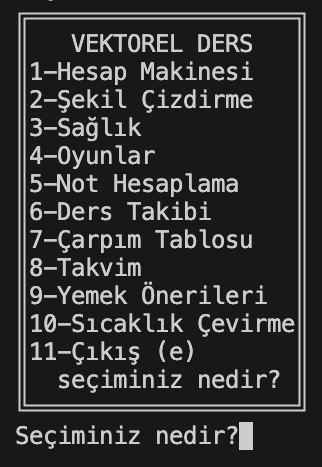 VEKTOREL DERS
1-Hesap Makinesi
2-Şekil Çizdirme
3-Sağlık
4-Oyunlar
5-Not Hesaplama
6-Ders Takibi
7-Çarpım Tablosu
8-Takvim
9-Yemek Önerileri
10-Sıcaklık Çevirme
11-Çıkış (e)
seçiminiz nedir?
Seçiminiz nedir?